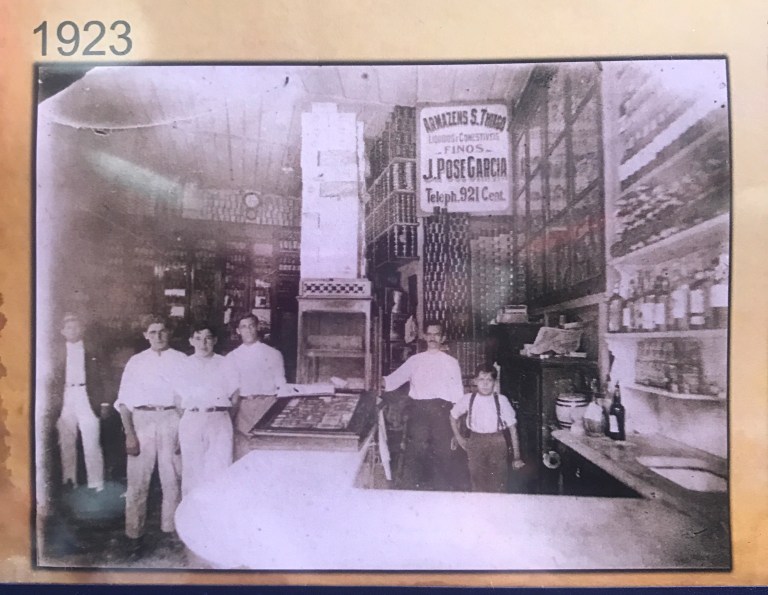 1923
ARMAZENS S. THIAGO
LIQUIDOS E COMESTIVEIS
- FINOS -
J. POSE GARCIA
Teleph. 921 Cent.